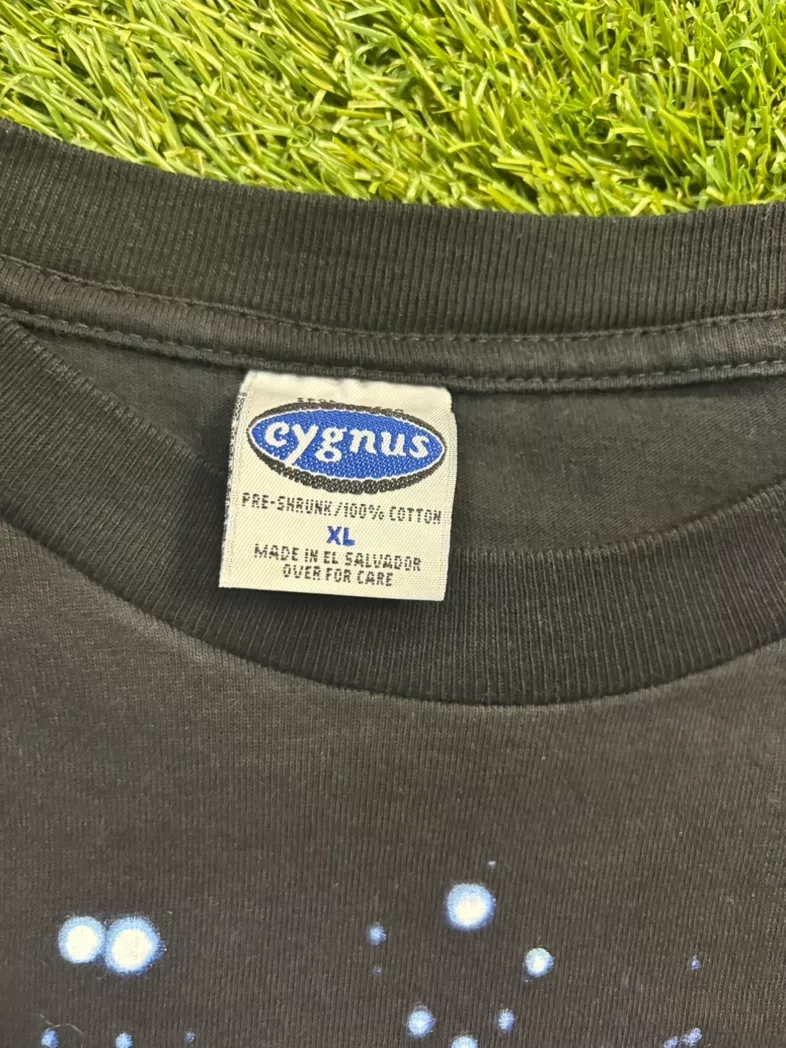 cygnus
PRE-SHRUNK/100% COTTON
XL
MADE IN EL SALVADOR
OVER FOR CARE